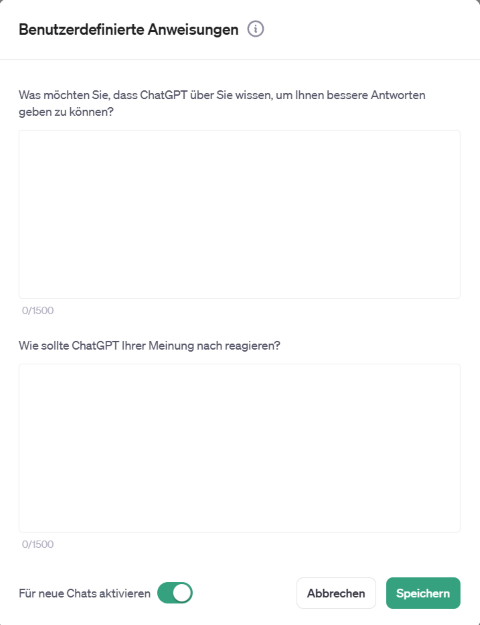 Benutzerdefinierte Anweisungen
Was möchten Sie, dass ChatGPT über Sie wissen, um Ihnen bessere Antworten
geben zu können?
0/1500
Wie sollte ChatGPT Ihrer Meinung nach reagieren?
0/1500
Für neue Chats aktivieren
Abbrechen
Speichern